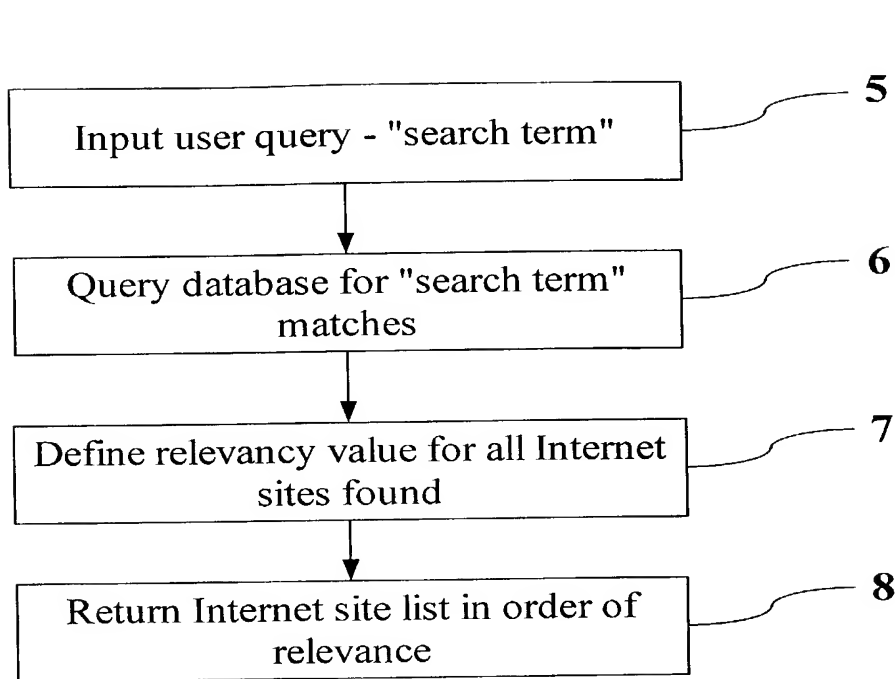 5
Input user query - "search term"
6
Query database for "search term"
matches
7
Define relevancy value for all Internet
sites found
8
Return Internet site list in order of
relevance